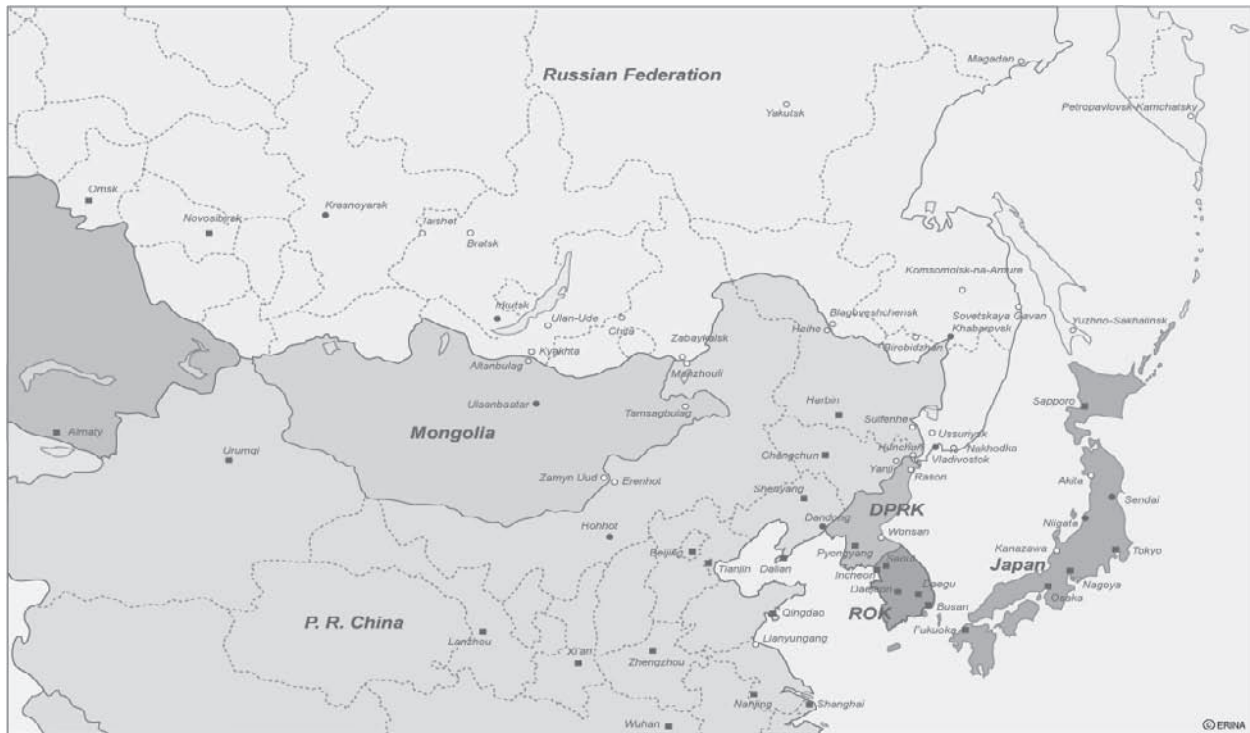 Russian Federation
Magadan
Petropavlovsk-Kamchatsky
Yakutsk
Omsk
Novosibirsk
Kresnoyarsk
Taishet
Bratsk
Komsomolsk-na-Amure
Irkutsk
Ulan-Ude
Chita
Blagoveshchensk
Heihe
Sovetskaya Gavan
Khabarovsk
Birobidzhan
Yuzhno-Sakhalinsk
Zabaykalsk
Manzhouli
Kyakhta
Altanbulag
Ulaanbaatar
Tamsagbulag
Mongolia
Harbin
Suifenhe
Ussuriysk
Nakhodka
Hunchun
Vladivostok
Yanji
Rason
Sapporo
Almaty
Urumqi
Changchun
Zamyn Uud
Erenhot
Shenyang
Akita
Sendai
DPRK
Hohhot
Dandong
Wonsan
Niigata
Beijing
Tianjin
Dalian
Pyongyang
Kanazawa
Tokyo
Japan
Seoul
Incheon
Daejeon
Daegu
Nagoya
Osaka
Busan
ROK
Fukuoka
P. R. China
Qingdao
Lianyungang
Lanzhou
Xi'an
Zhengzhou
Nanjing
Shanghai
Wuhan
© ERINA